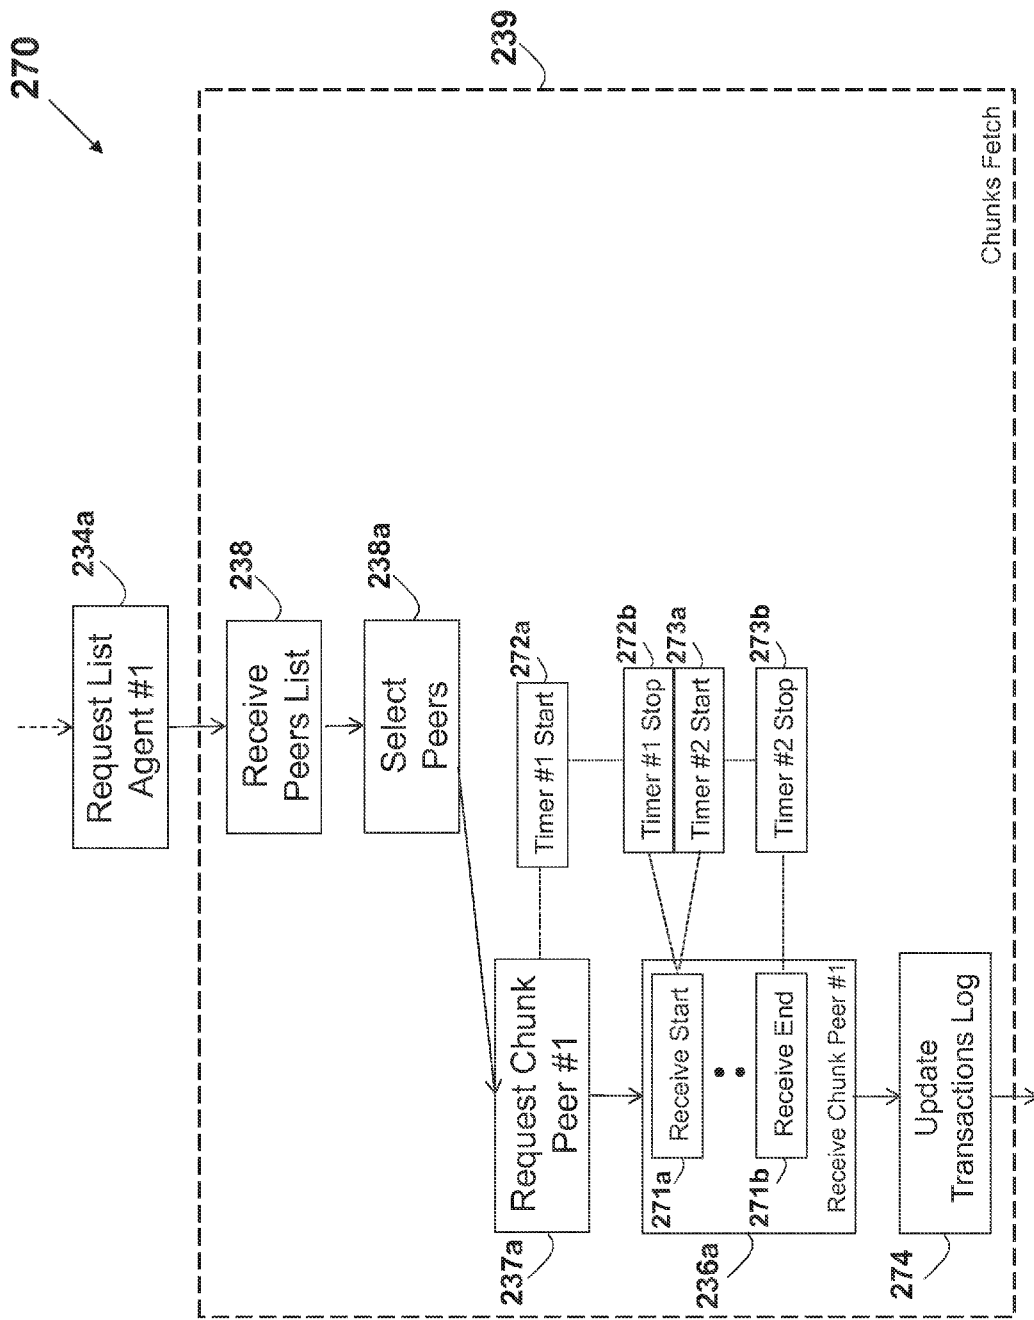 270
239
234a
Request List
Agent #1
238
Receive
Peers List
238a
Select
Peers
272a
Timer #1 Start
272b
Timer #1 Stop
273a
Timer #2 Start
273b
Timer #2 Stop
237a
Request Chunk
Peer #1
236a
271a
Receive Start
271b
Receive End
Receive Chunk Peer #1
274
Update
Transactions Log
Chunks Fetch